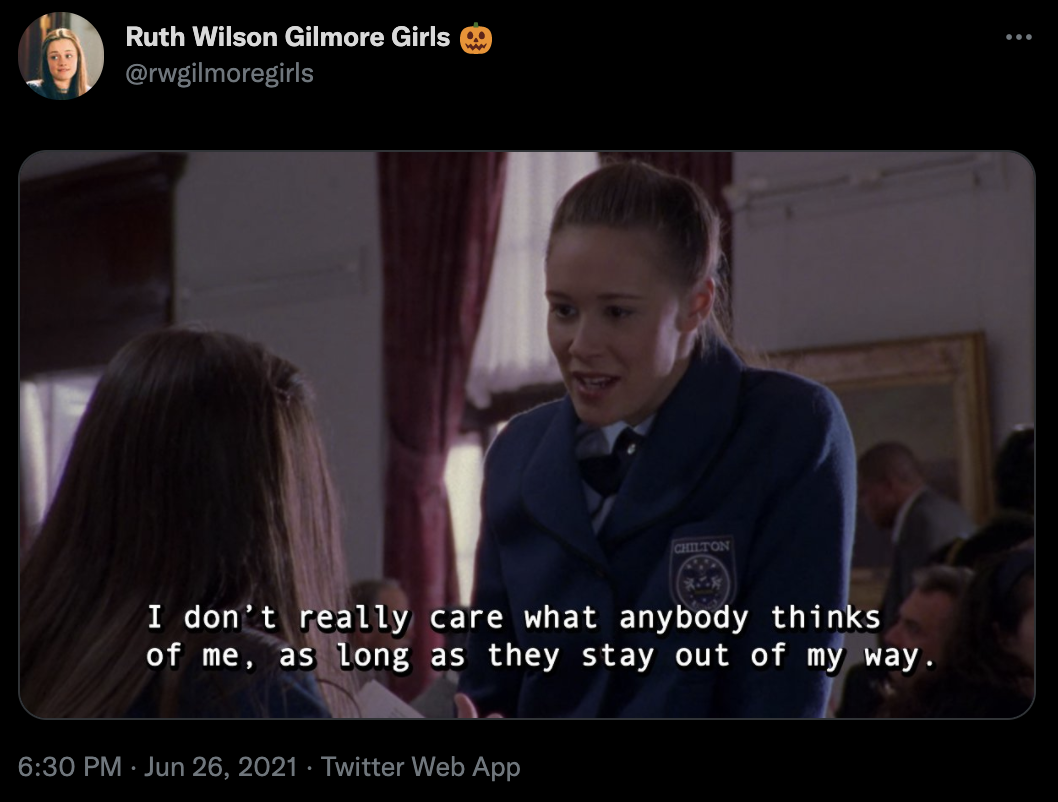 Ruth Wilson Gilmore Girls 🎃
@rwgilmoregirls
CHILTON
I don't really care what anybody thinks
of me, as long as they stay out of my way.
6:30 PM · Jun 26, 2021 · Twitter Web App